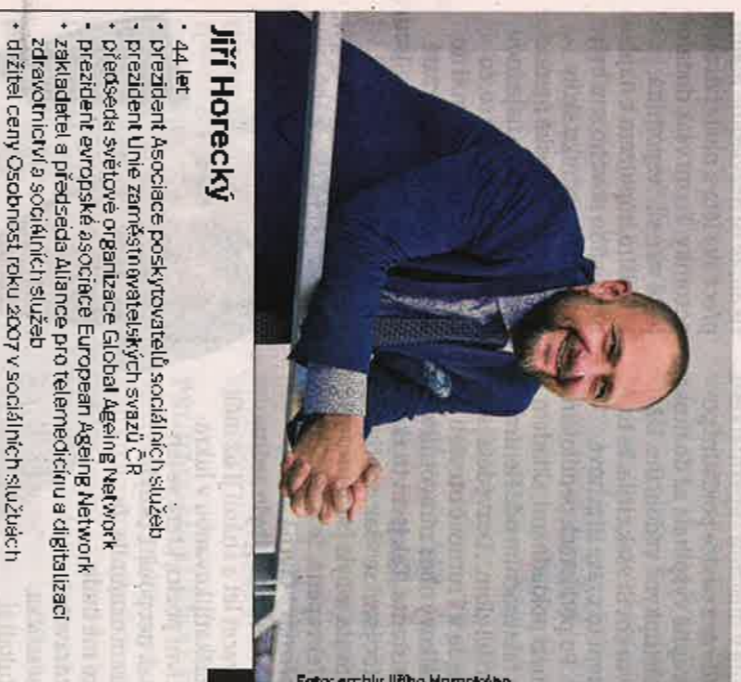 Jiří Horecký
• 44 let
• prezident Asociace poskytovatelů sociálních služeb
• prezident Unie zaměstnavatelských svazů ČR
• předseda světové organizace Global Ageing Network
• prezident evropské asociace European Ageing Network
• zakladatel a předseda Aliance pro telemedicínu a digitalizaci
zdravotnictví a sociálních služeb
• držitel ceny Osobnost roku 2007 v sociálních službách
Foto: archiv Jiřího Horeckého